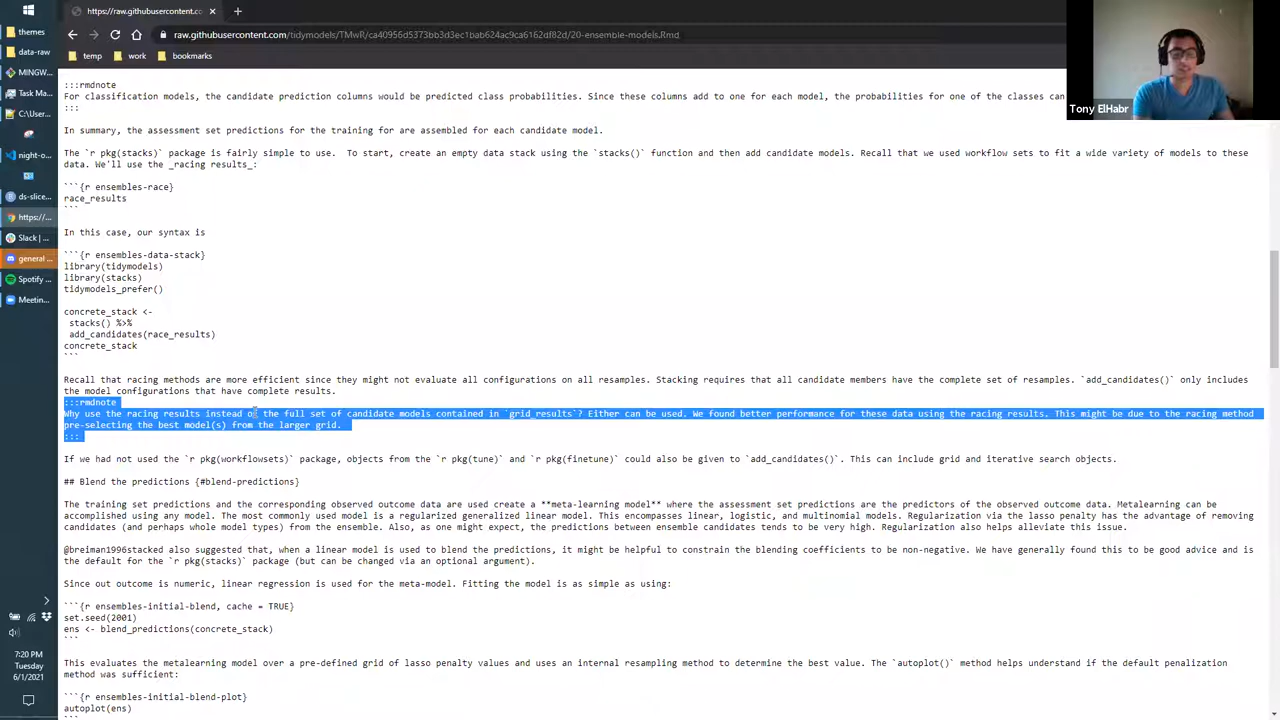 https://raw.githubusercontent.co
raw.githubusercontent.com/tidymodels/TMwR/ca40956d5373bb3d3ec1bab624ac9ca6162df82d/20-ensemble-models.Rmd
temp work bookmarks
themes
data-raw
MINGW...
Task Ma...
C:\User...
night-o...
ds-slice...
https:/...
Slack | ...
general ...
Spotify ...
Meetin...
7:20 PM
Tuesday
6/1/2021
Tony ElHabr
:::rmdnote
For classification models, the candidate prediction columns would be predicted class probabilities. Since these columns add to one for each model, the probabilities for one of the classes can
:::
In summary, the assessment set predictions for the training for are assembled for each candidate model.
The `r pkg(stacks)` package is fairly simple to use.  To start, create an empty data stack using the `stacks()` function and then add candidate models. Recall that we used workflow sets to fit a wide variety of models to these
data. We'll use the _racing results_:
```{r ensembles-race}
race_results
```
In this case, our syntax is
```{r ensembles-data-stack}
library(tidymodels)
library(stacks)
tidymodels_prefer()
concrete_stack <-
stacks() %>%
add_candidates(race_results)
concrete_stack
```
Recall that racing methods are more efficient since they might not evaluate all configurations on all resamples. Stacking requires that all candidate members have the complete set of resamples. `add_candidates()` only includes
the model configurations that have complete results.
:::rmdnote
Why use the racing results instead of the full set of candidate models contained in `grid_results`? Either can be used. We found better performance for these data using the racing results. This might be due to the racing method
pre-selecting the best model(s) from the larger grid.
:::
If we had not used the `r pkg(workflowsets)` package, objects from the `r pkg(tune)` and `r pkg(finetune)` could also be given to `add_candidates()`. This can include grid and iterative search objects.
## Blend the predictions {#blend-predictions}
The training set predictions and the corresponding observed outcome data are used create a **meta-learning model** where the assessment set predictions are the predictors of the observed outcome data. Metalearning can be
accomplished using any model. The most commonly used model is a regularized generalized linear model. This encompasses linear, logistic, and multinomial models. Regularization via the lasso penalty has the advantage of removing
candidates (and perhaps whole model types) from the ensemble. Also, as one might expect, the predictions between ensemble candidates tends to be very high. Regularization also helps alleviate this issue.
@breiman1996stacked also suggested that, when a linear model is used to blend the predictions, it might be helpful to constrain the blending coefficients to be non-negative. We have generally found this to be good advice and is
the default for the `r pkg(stacks)` package (but can be changed via an optional argument).
Since out outcome is numeric, linear regression is used for the meta-model. Fitting the model is as simple as using:
```{r ensembles-initial-blend, cache = TRUE}
set.seed(2001)
ens <- blend_predictions(concrete_stack)
```
This evaluates the metalearning model over a pre-defined grid of lasso penalty values and uses an internal resampling method to determine the best value. The `autoplot()` method helps understand if the default penalization
method was sufficient:
```{r ensembles-initial-blend-plot}
autoplot(ens)
```